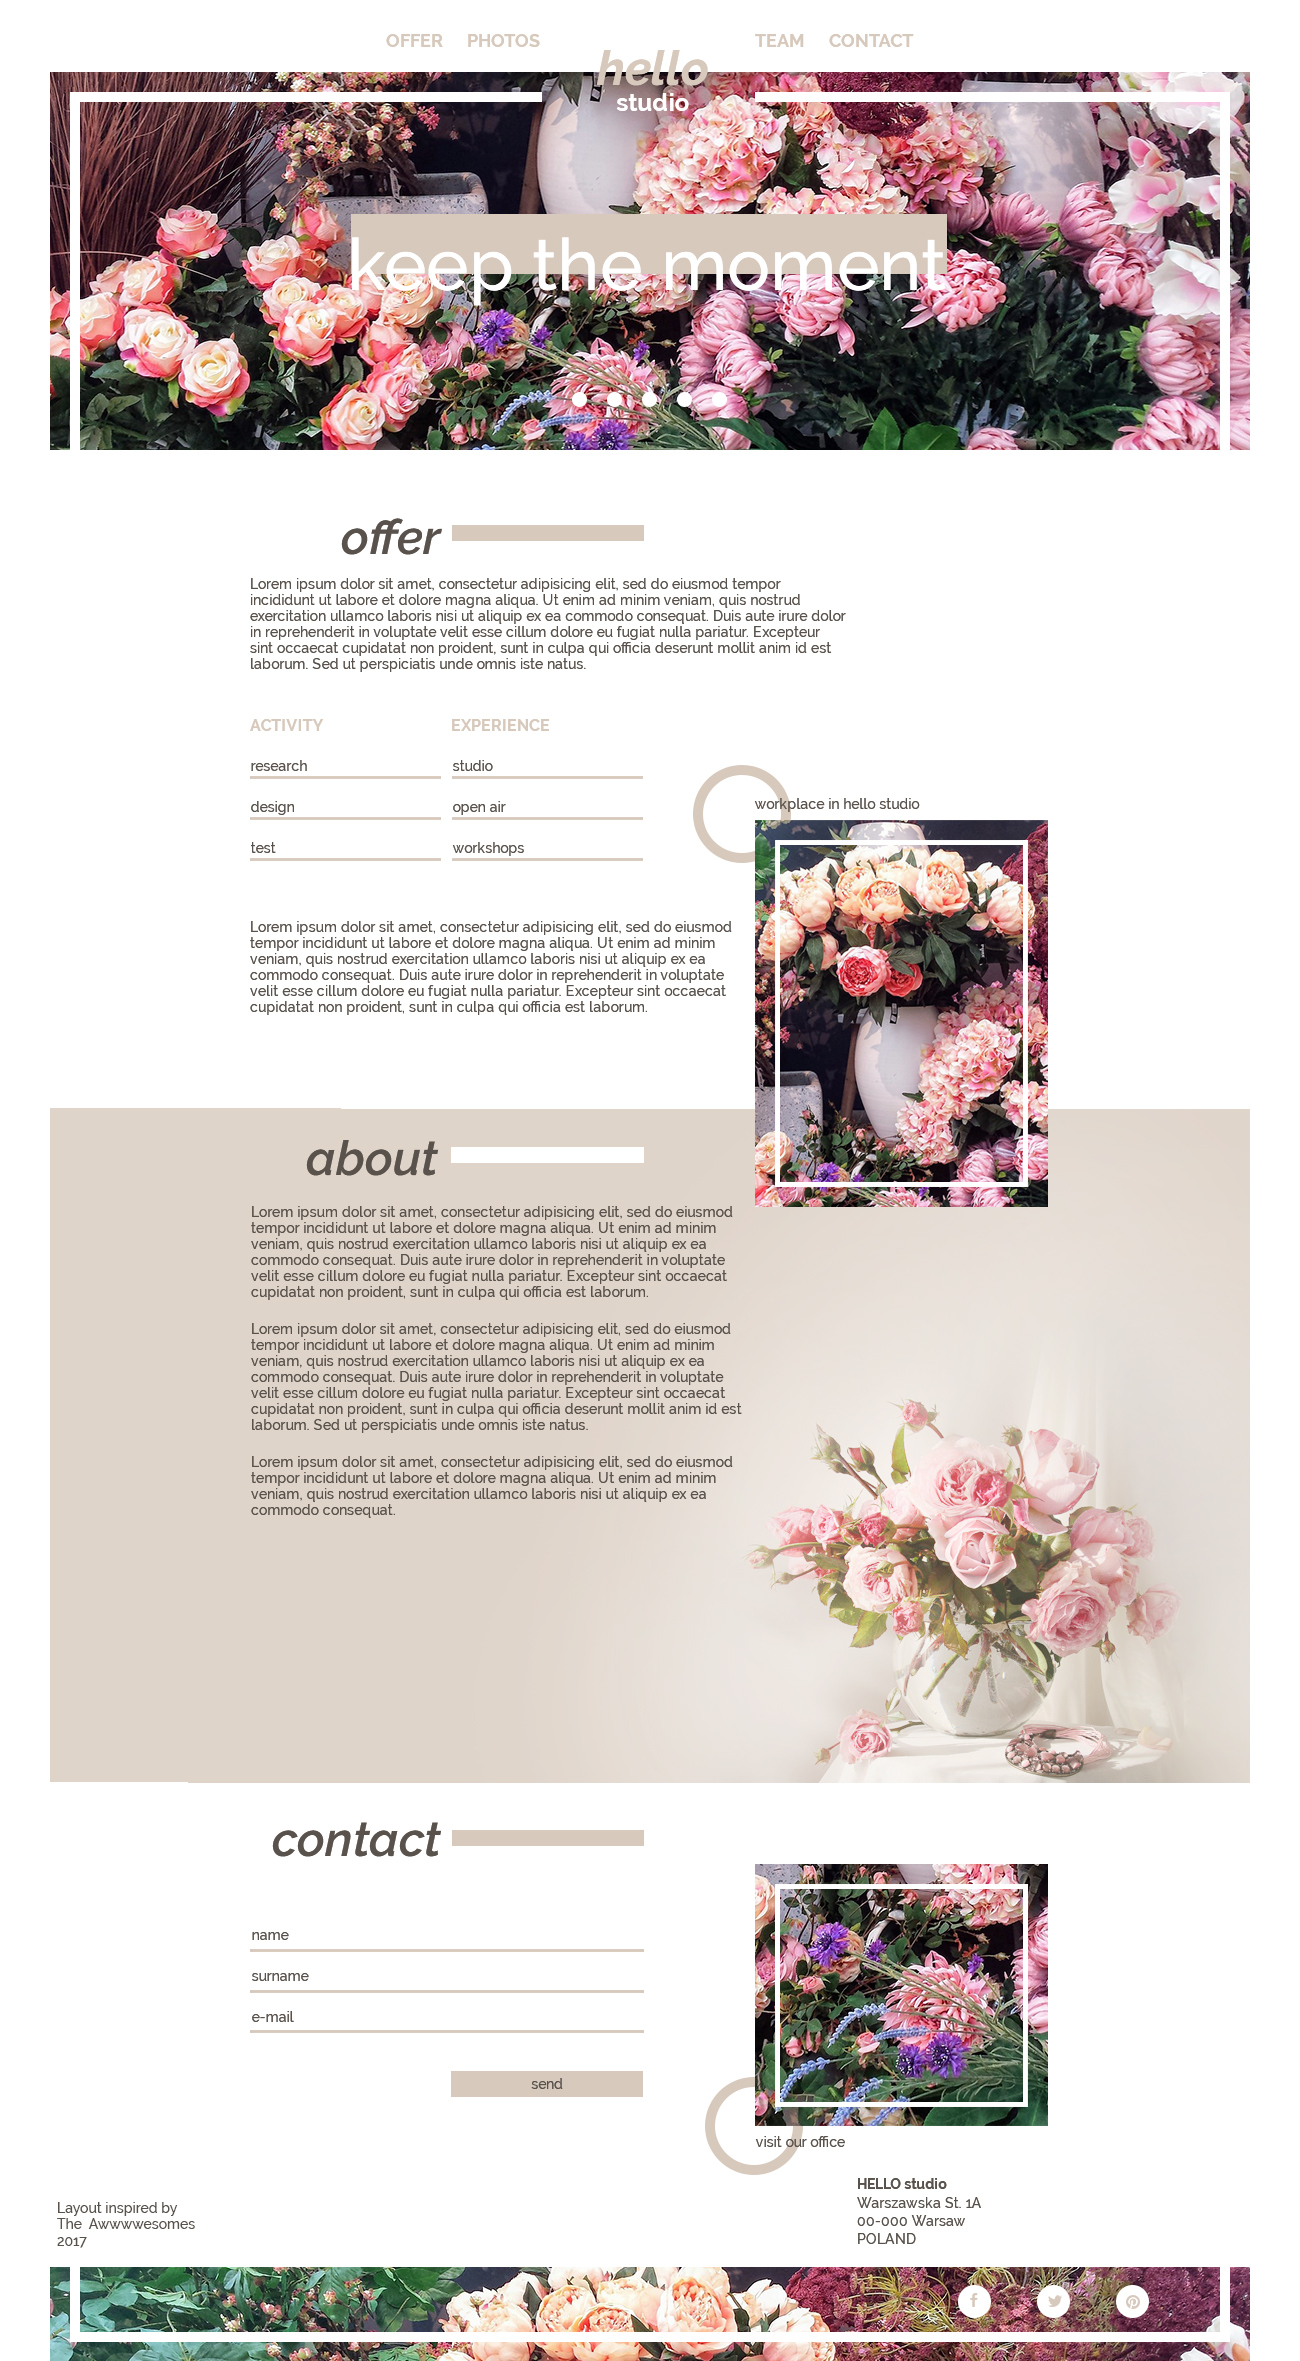 OFFER PHOTOS TEAM CONTACT
hello
studio
keep the moment
offer
Lorem ipsum dolor sit amet, consectetur adipisicing elit, sed do eiusmod tempor
incididunt ut labore et dolore magna aliqua. Ut enim ad minim veniam, quis nostrud
exercitation ullamco laboris nisi ut aliquip ex ea commodo consequat. Duis aute irure dolor
in reprehenderit in voluptate velit esse cillum dolore eu fugiat nulla pariatur. Excepteur
sint occaecat cupidatat non proident, sunt in culpa qui officia deserunt mollit anim id est
laborum. Sed ut perspiciatis unde omnis iste natus.
ACTIVITY EXPERIENCE
research studio
design open air
test workshops
workplace in hello studio
Lorem ipsum dolor sit amet, consectetur adipisicing elit, sed do eiusmod
tempor incididunt ut labore et dolore magna aliqua. Ut enim ad minim
veniam, quis nostrud exercitation ullamco laboris nisi ut aliquip ex ea
commodo consequat. Duis aute irure dolor in reprehenderit in voluptate
velit esse cillum dolore eu fugiat nulla pariatur. Excepteur sint occaecat
cupidatat non proident, sunt in culpa qui officia est laborum.
about
Lorem ipsum dolor sit amet, consectetur adipisicing elit, sed do eiusmod
tempor incididunt ut labore et dolore magna aliqua. Ut enim ad minim
veniam, quis nostrud exercitation ullamco laboris nisi ut aliquip ex ea
commodo consequat. Duis aute irure dolor in reprehenderit in voluptate
velit esse cillum dolore eu fugiat nulla pariatur. Excepteur sint occaecat
cupidatat non proident, sunt in culpa qui officia est laborum.
Lorem ipsum dolor sit amet, consectetur adipisicing elit, sed do eiusmod
tempor incididunt ut labore et dolore magna aliqua. Ut enim ad minim
veniam, quis nostrud exercitation ullamco laboris nisi ut aliquip ex ea
commodo consequat. Duis aute irure dolor in reprehenderit in voluptate
velit esse cillum dolore eu fugiat nulla pariatur. Excepteur sint occaecat
cupidatat non proident, sunt in culpa qui officia deserunt mollit anim id est
laborum. Sed ut perspiciatis unde omnis iste natus.
Lorem ipsum dolor sit amet, consectetur adipisicing elit, sed do eiusmod
tempor incididunt ut labore et dolore magna aliqua. Ut enim ad minim
veniam, quis nostrud exercitation ullamco laboris nisi ut aliquip ex ea
commodo consequat.
contact
name
surname
e-mail
send
visit our office
HELLO studio
Warszawska St. 1A
00-000 Warsaw
POLAND
Layout inspired by
The Awwwwesomes
2017